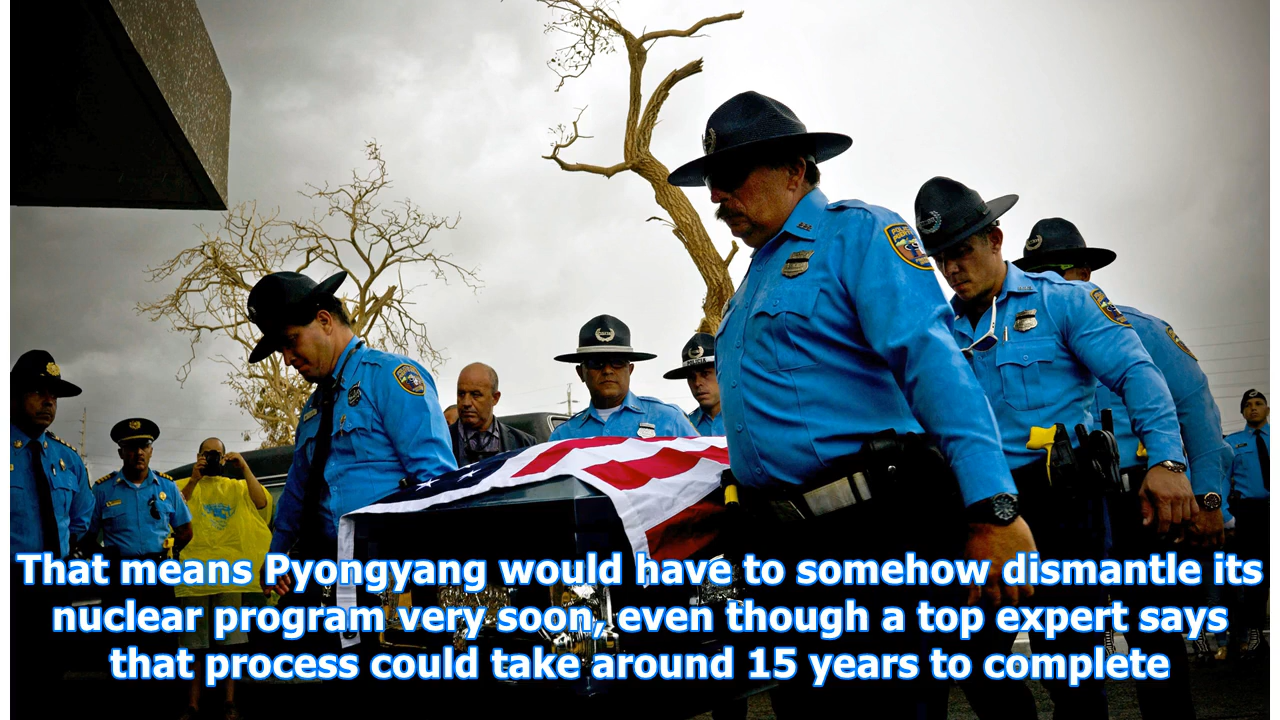 That means Pyongyang would have to somehow dismantle its
nuclear program very soon, even though a top expert says
that process could take around 15 years to complete